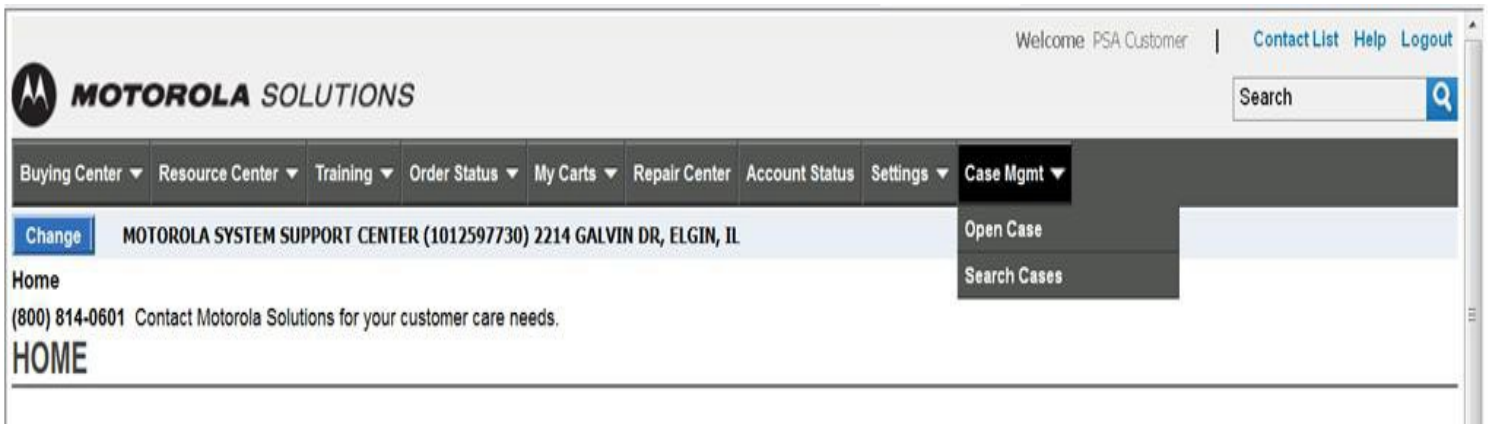 Welcome PSA Customer | Contact List Help Logout
MOTOROLA SOLUTIONS
Search
Buying Center Resource Center Training Order Status My Carts Repair Center Account Status Settings Case Mgmt
Change MOTOROLA SYSTEM SUPPORT CENTER (1012597730) 2214 GALVIN DR, ELGIN, IL
Open Case
Search Cases
Home
(800) 814-0601 Contact Motorola Solutions for your customer care needs.
HOME